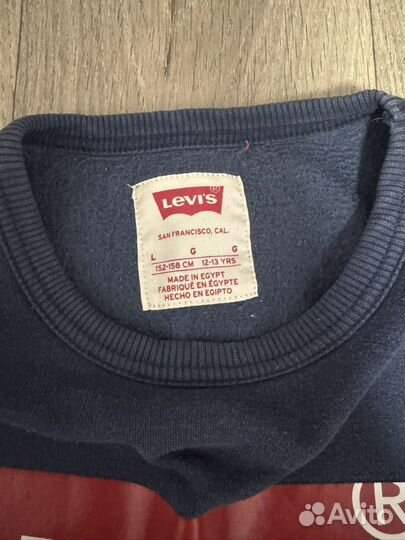 Levi's ®
SAN FRANCISCO, CAL.
L G G
152-158 CM 12-13 YRS
MADE IN EGYPT
FABRIQUÉ EN ÉGYPTE
HECHO EN EGIPTO
®
Avito